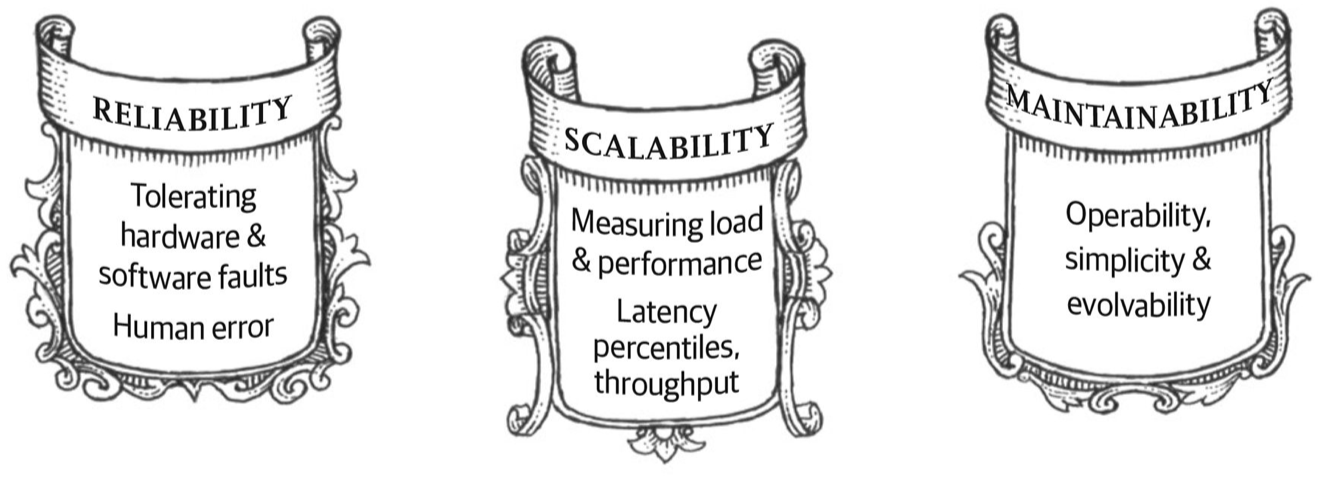 RELIABILITY
Tolerating
hardware &
software faults
Human error
SCALABILITY
Measuring load
& performance
Latency
percentiles,
throughput
MAINTAINABILITY
Operability,
simplicity &
evolvability